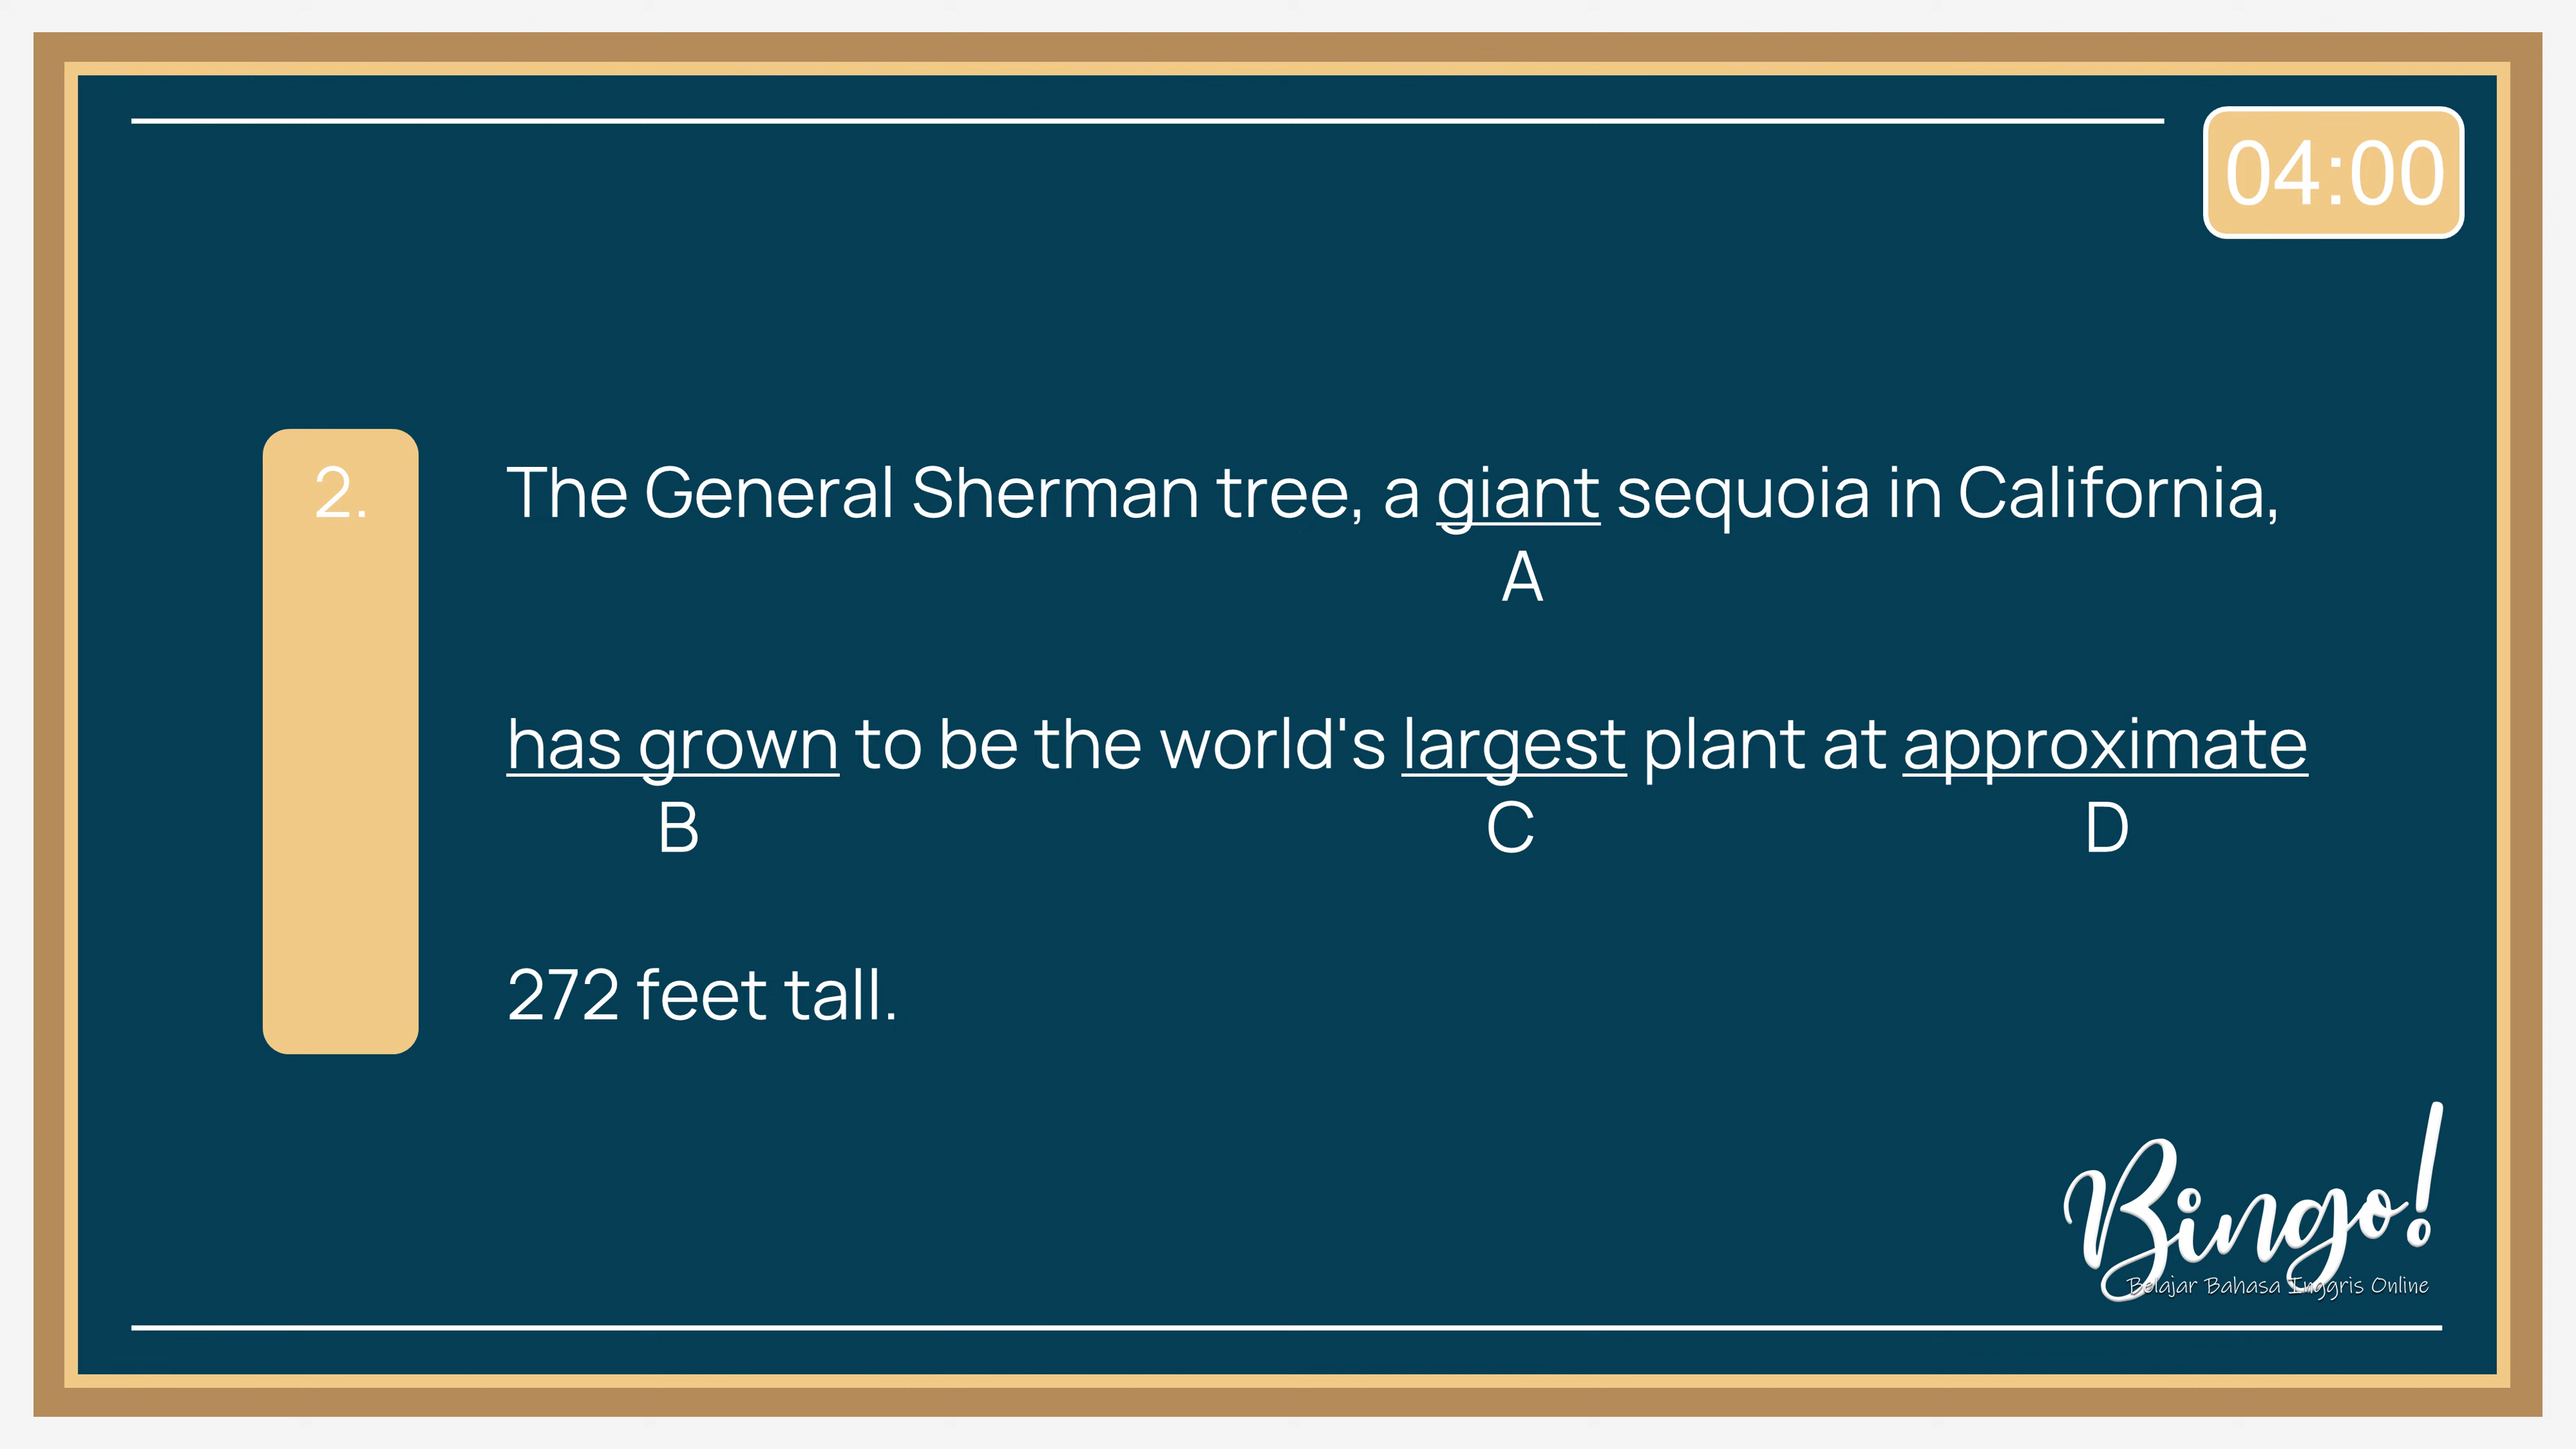 04:00
2. The General Sherman tree, a giant sequoia in California,
A
has grown to be the world's largest plant at approximate
B C D
272 feet tall.
Bingo!
Belajar Bahasa Inggris Online